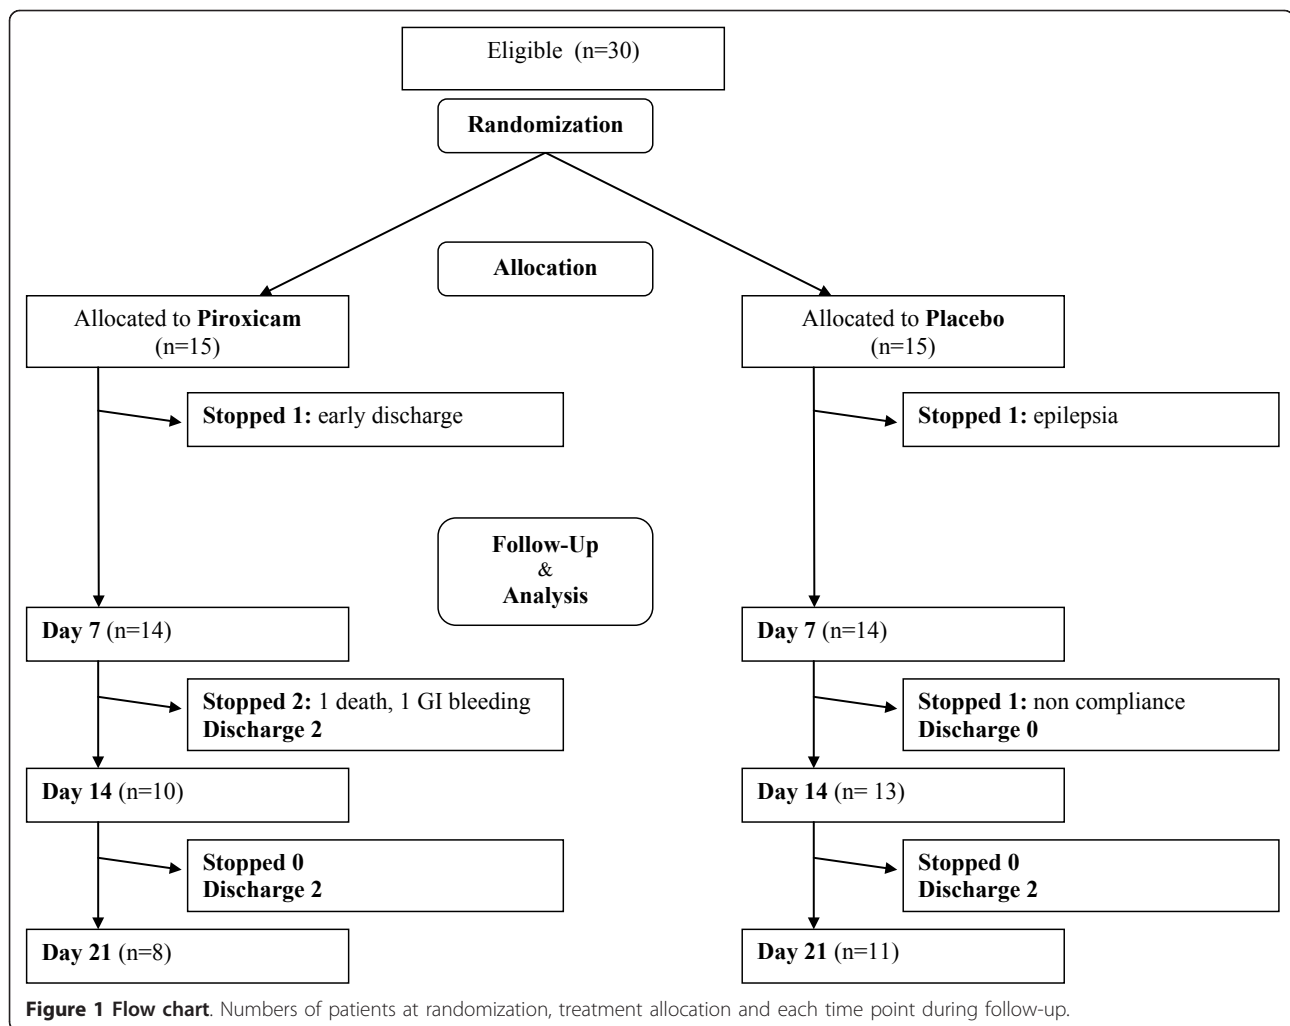 Eligible (n=30)
Randomization
Allocation
Allocated to Piroxicam
(n=15)
Allocated to Placebo
(n=15)
Stopped 1: early discharge
Stopped 1: epilepsia
Follow-Up
&
Analysis
Day 7 (n=14)
Day 7 (n=14)
Stopped 2: 1 death, 1 GI bleeding
Discharge 2
Stopped 1: non compliance
Discharge 0
Day 14 (n=10)
Day 14 (n= 13)
Stopped 0
Discharge 2
Stopped 0
Discharge 2
Day 21 (n=8)
Day 21 (n=11)
Figure 1 Flow chart. Numbers of patients at randomization, treatment allocation and each time point during follow-up.